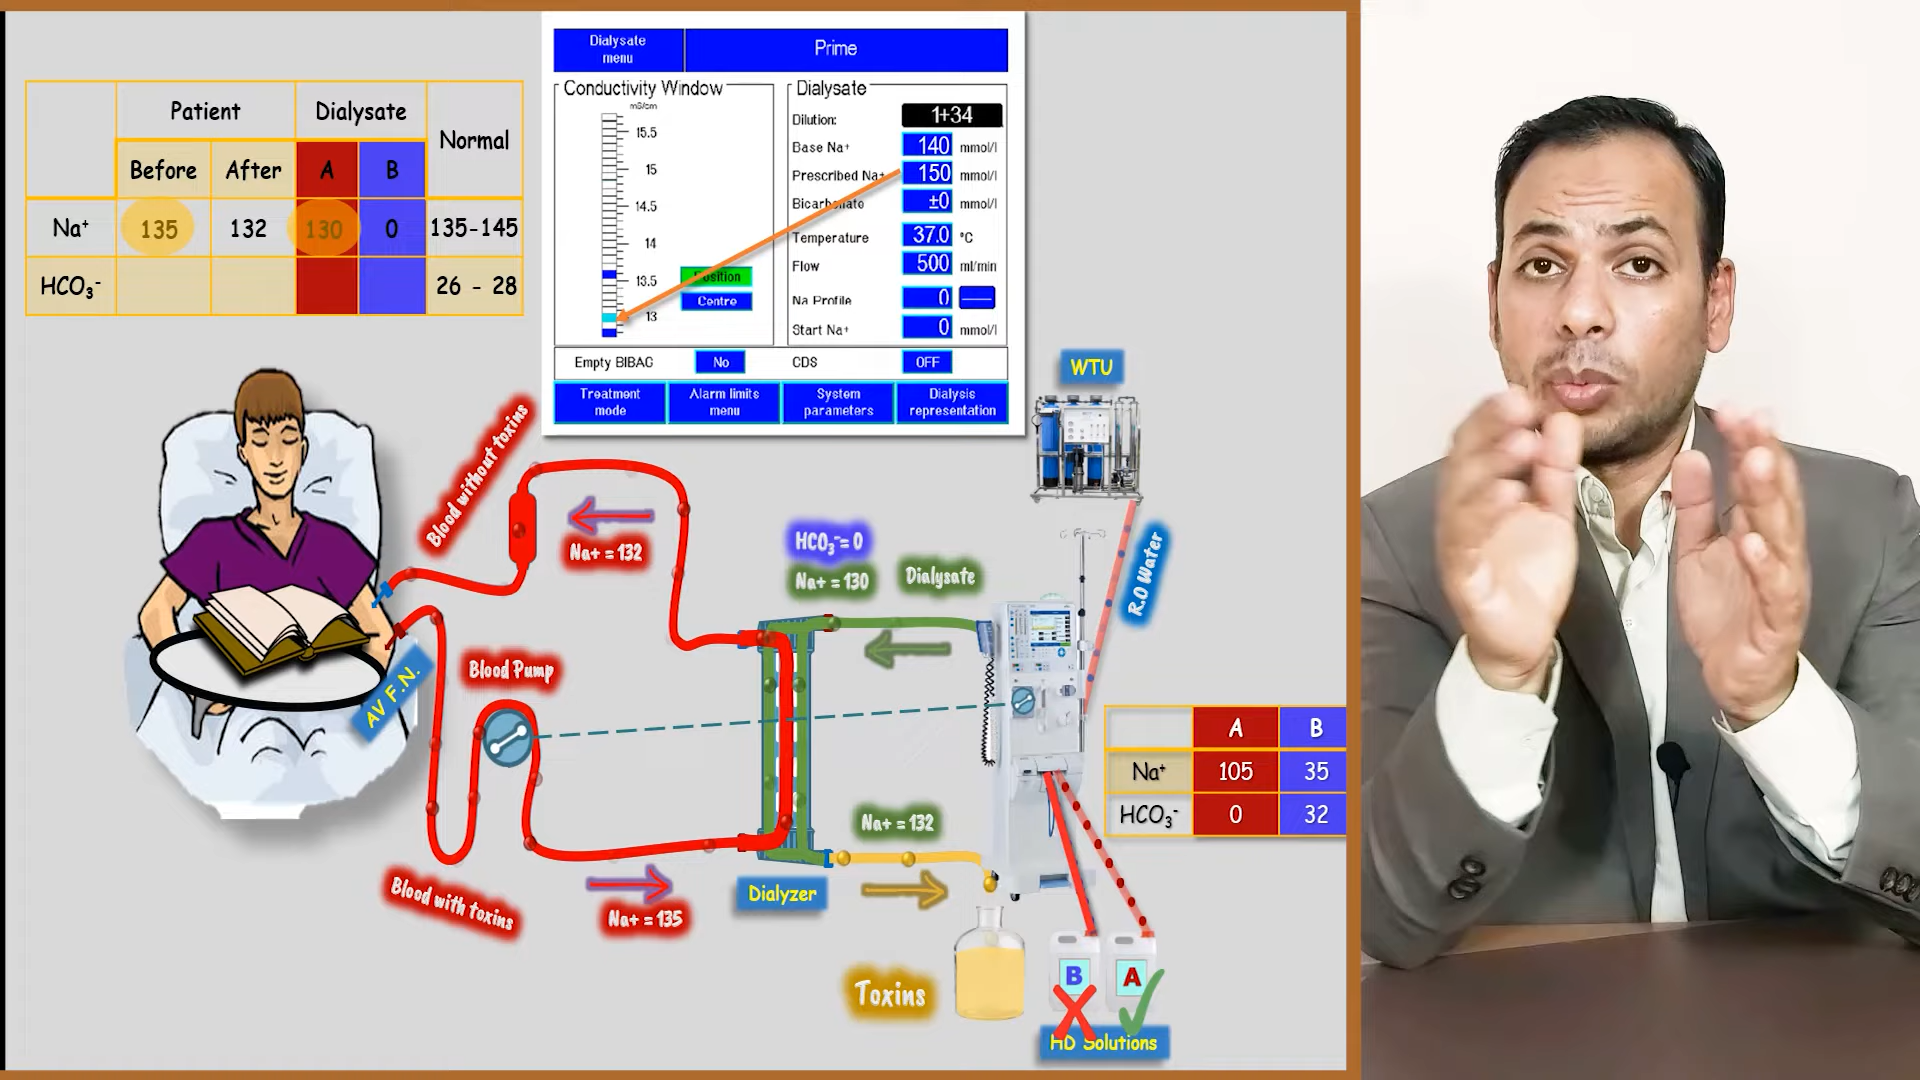 Patient Dialysate Normal
Before After A B
Na⁺ 135 132 130 0 135-145
HCO₃⁻ 26 - 28
Dialysate menu
Prime
Conductivity Window
mS/cm
15.5
15
14.5
14
13.5
13
Position
Centre
Dialysate
Dilution: 1+34
Base Na⁺ 140 mmol/l
Prescribed Na⁺ 150 mmol/l
Bicarbonate ±0 mmol/l
Temperature 37.0 °C
Flow 500 ml/min
Na Profile 0
Start Na⁺ 0 mmol/l
Empty BIBAG No CDS OFF
Treatment mode
Alarm limits menu
System parameters
Dialysis representation
WTU
R.O Water
Blood without toxins
Na+ = 132
HCO₃⁻= 0
Na+ = 130
Dialysate
AV F.N.
Blood Pump
A B
Na⁺ 105 35
HCO₃⁻ 0 32
Na+ = 132
Dialyzer
Blood with toxins
Na+ = 135
Toxins
B
A
HD Solutions